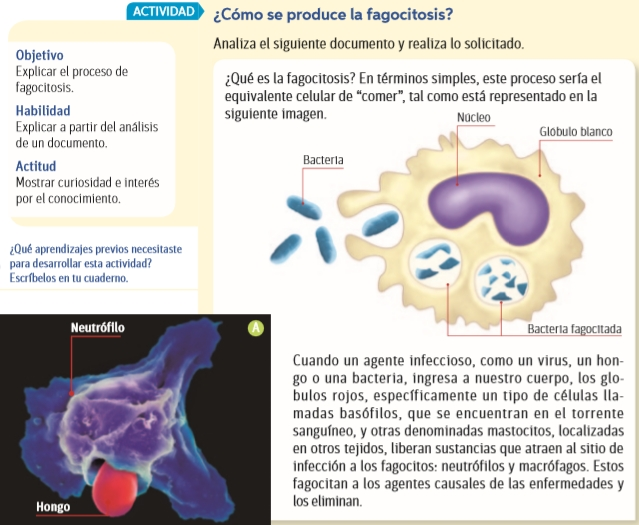 ACTIVIDAD
¿Cómo se produce la fagocitosis?
Analiza el siguiente documento y realiza lo solicitado.
Objetivo
Explicar el proceso de
fagocitosis.
Habilidad
Explicar a partir del análisis
de un documento.
Actitud
Mostrar curiosidad e interés
por el conocimiento.
¿Qué aprendizajes previos necesitaste
para desarrollar esta actividad?
Escríbelos en tu cuaderno.
¿Qué es la fagocitosis? En términos simples, este proceso sería el
equivalente celular de “comer”, tal como está representado en la
siguiente imagen.
Núcleo
Glóbulo blanco
Bacteria
Bacteria fagocitada
Neutrófilo
A
Hongo
Cuando un agente infeccioso, como un virus, un hon-
go o una bacteria, ingresa a nuestro cuerpo, los gló-
bulos rojos, específicamente un tipo de células lla-
madas basófilos, que se encuentran en el torrente
sanguíneo, y otras denominadas mastocitos, localizadas
en otros tejidos, liberan sustancias que atraen al sitio de
infección a los fagocitos: neutrófilos y macrófagos. Estos
fagocitan a los agentes causales de las enfermedades y
los eliminan.